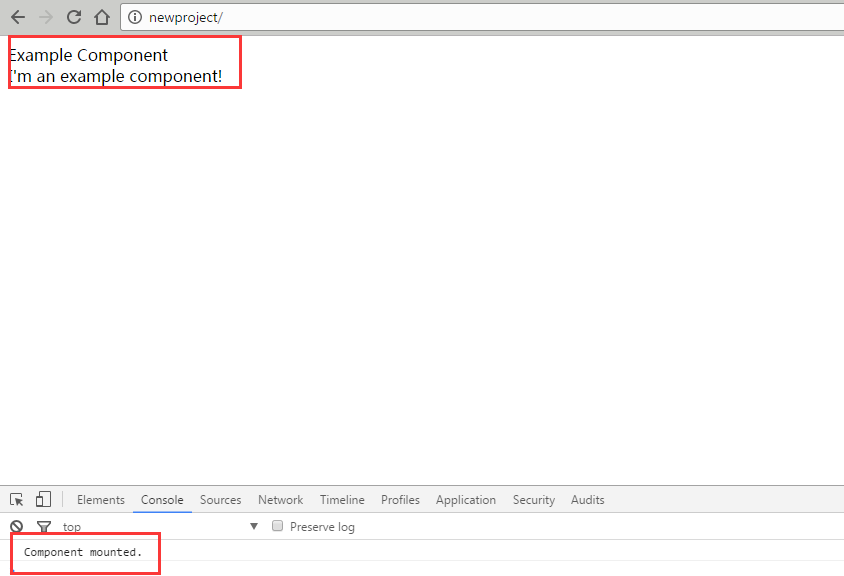 newproject/
Example Component
I'm an example component!
Elements Console Sources Network Timeline Profiles Application Security Audits
top Preserve log
Component mounted.